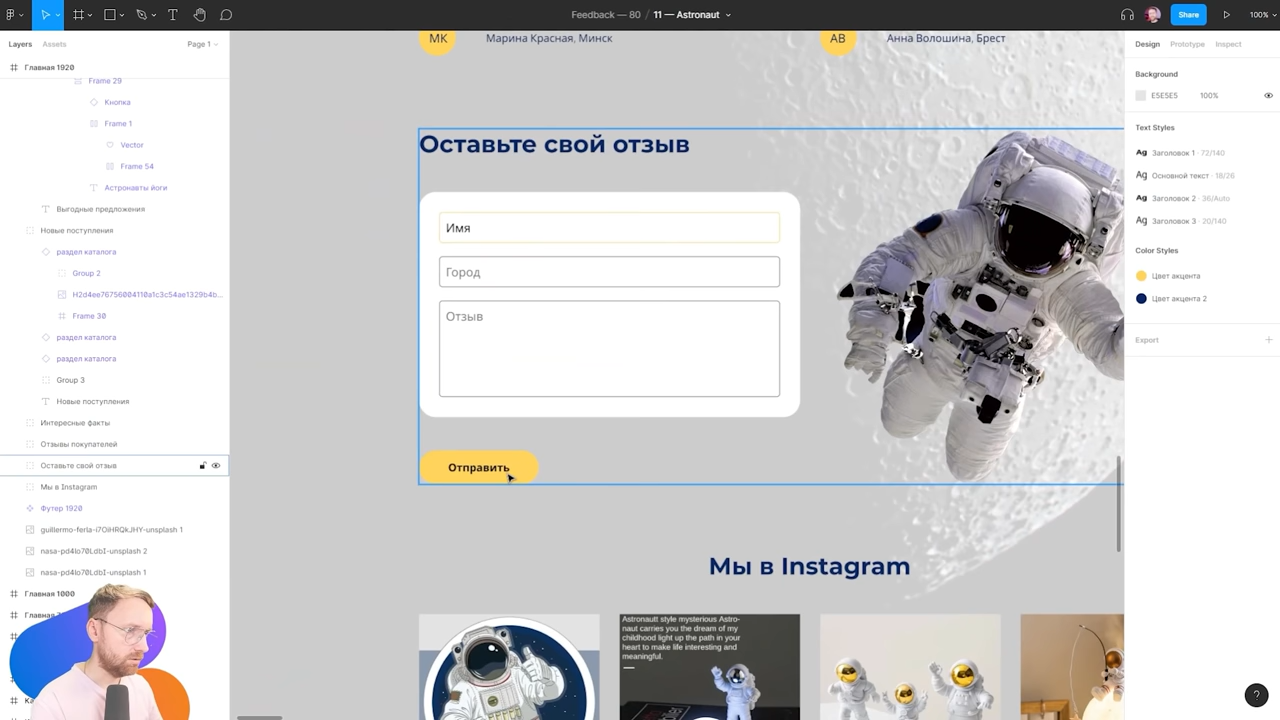 Feedback — 80 / 11 — Astronaut
Share
100%
Layers
Assets
Page 1
Главная 1920
Frame 29
Кнопка
Frame 1
Vector
Frame 54
Астронавты йоги
Выгодные предложения
Новые поступления
раздел каталога
Group 2
H2d4ee76756004110a1c3c54ae1329b4b...
Frame 30
раздел каталога
раздел каталога
Group 3
Новые поступления
Интересные факты
Отзывы покупателей
Оставьте свой отзыв
Мы в Instagram
Футер 1920
guillermo-ferla-i7OiHRQkJHY-unsplash 1
nasa-pd4lo70LdbI-unsplash 2
nasa-pd4lo70LdbI-unsplash 1
Главная 1000
МК
Марина Красная, Минск
АВ
Анна Волошина, Брест
Оставьте свой отзыв
Имя
Город
Отзыв
Отправить
Мы в Instagram
Astronautt style mysterious Astro-
naut carries you the dream of my
childhood light up the path in your
heart to make life interesting and
meaningful.
Design
Prototype
Inspect
Background
E5E5E5
100%
Text Styles
Ag Заголовок 1 · 72/140
Ag Основной текст · 18/26
Ag Заголовок 2 · 36/Auto
Ag Заголовок 3 · 20/140
Color Styles
Цвет акцента
Цвет акцента 2
Export
?